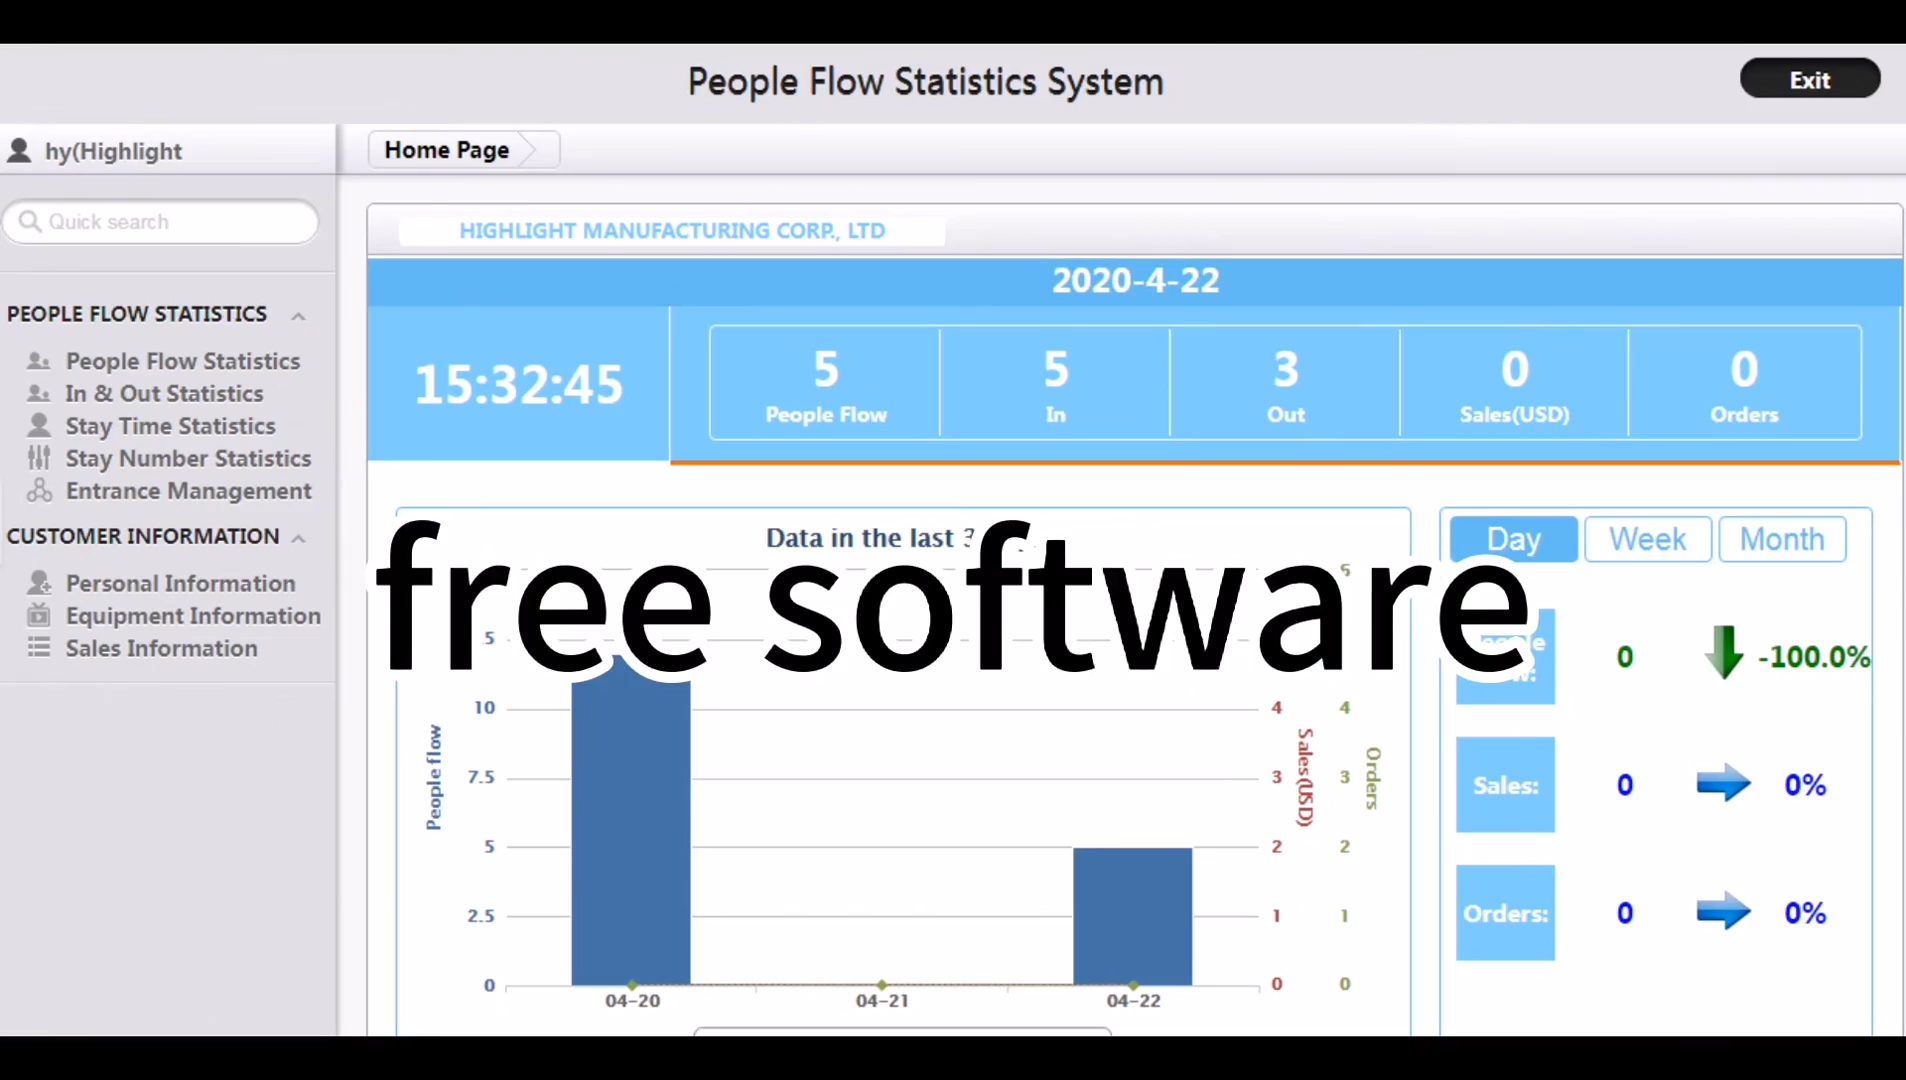 People Flow Statistics System
Exit
hy(Highlight
Home Page
Quick search
HIGHLIGHT MANUFACTURING CORP., LTD
2020-4-22
PEOPLE FLOW STATISTICS
People Flow Statistics
In & Out Statistics
Stay Time Statistics
Stay Number Statistics
Entrance Management
CUSTOMER INFORMATION
Personal Information
Equipment Information
Sales Information
15:32:45
5 5 3 0 0
People Flow In Out Sales(USD) Orders
Data in the last
free software
Day Week Month
5
10 4 4
7.5 3 3
5 2 2
2.5 1 1
0 0 0
People flow
Sales(USD)
Orders
04-20 04-21 04-22
0 -100.0%
Sales: 0 0%
Orders: 0 0%